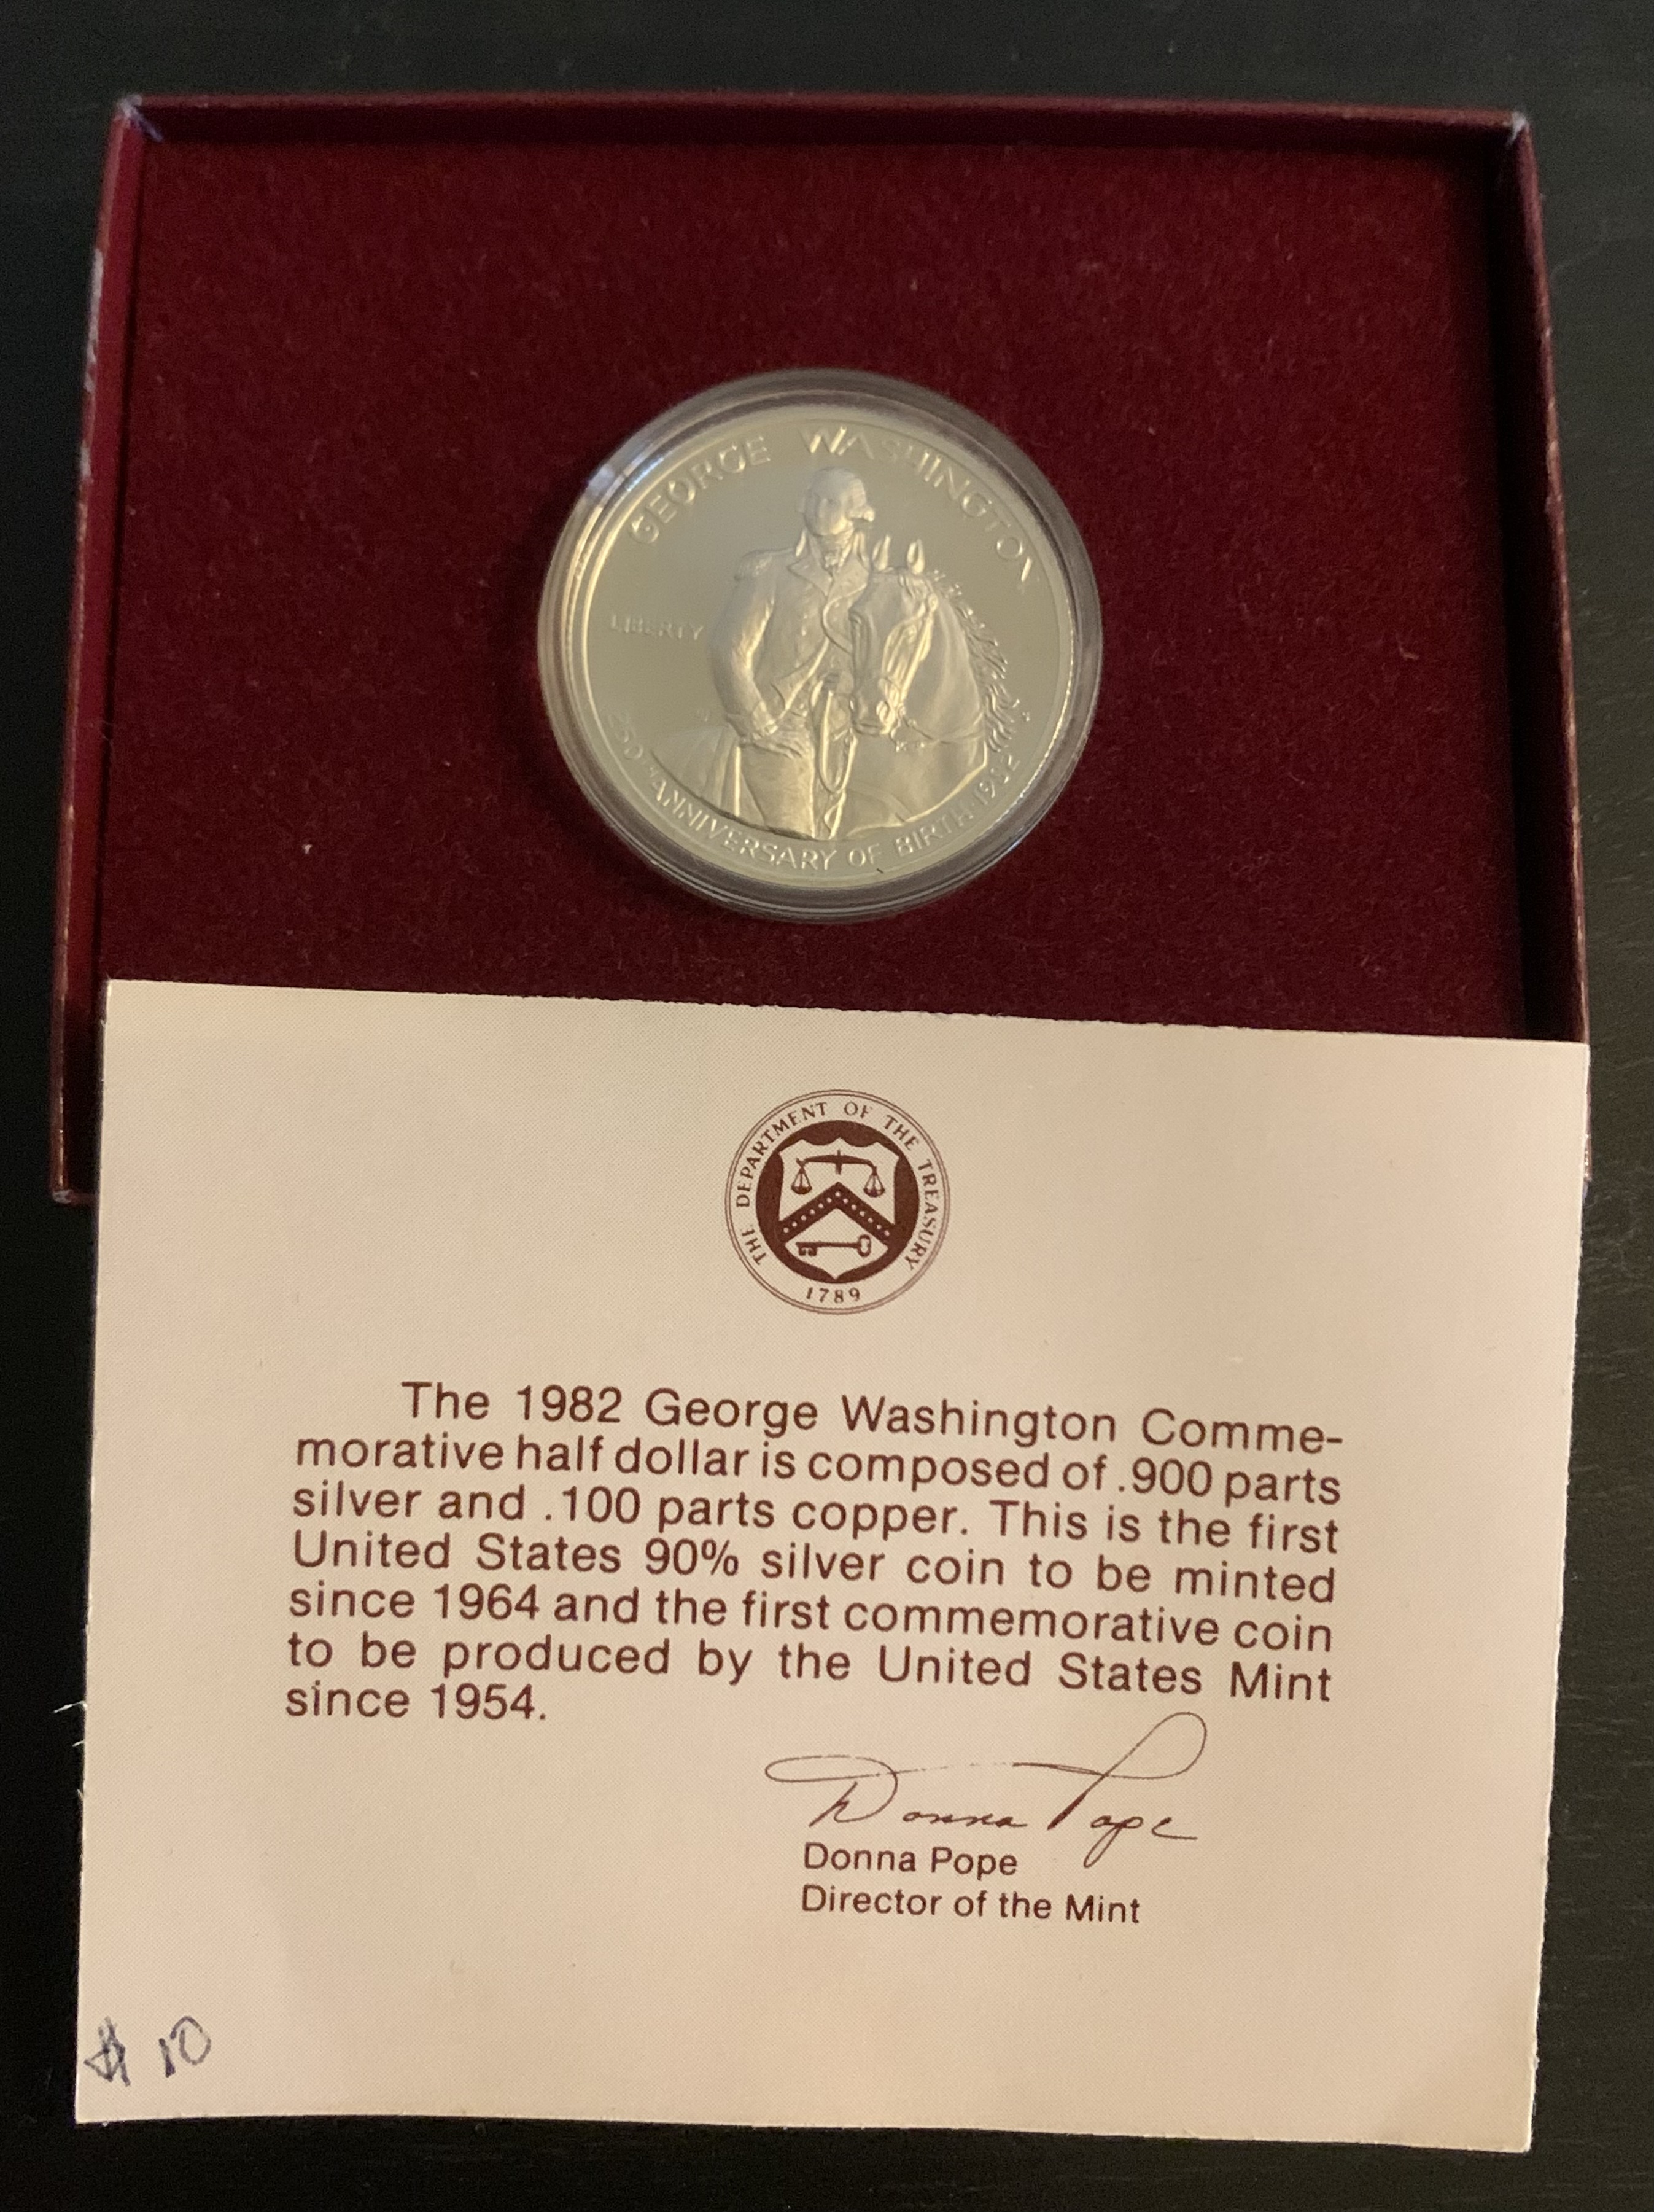 GEORGE WASHINGTON
LIBERTY
250TH ANNIVERSARY OF BIRTH 1982
THE DEPARTMENT OF THE TREASURY
1789
The 1982 George Washington Comme-
morative half dollar is composed of .900 parts
silver and .100 parts copper. This is the first
United States 90% silver coin to be minted
since 1964 and the first commemorative coin
to be produced by the United States Mint
since 1954.
Donna Pope
Donna Pope
Director of the Mint
$ 10